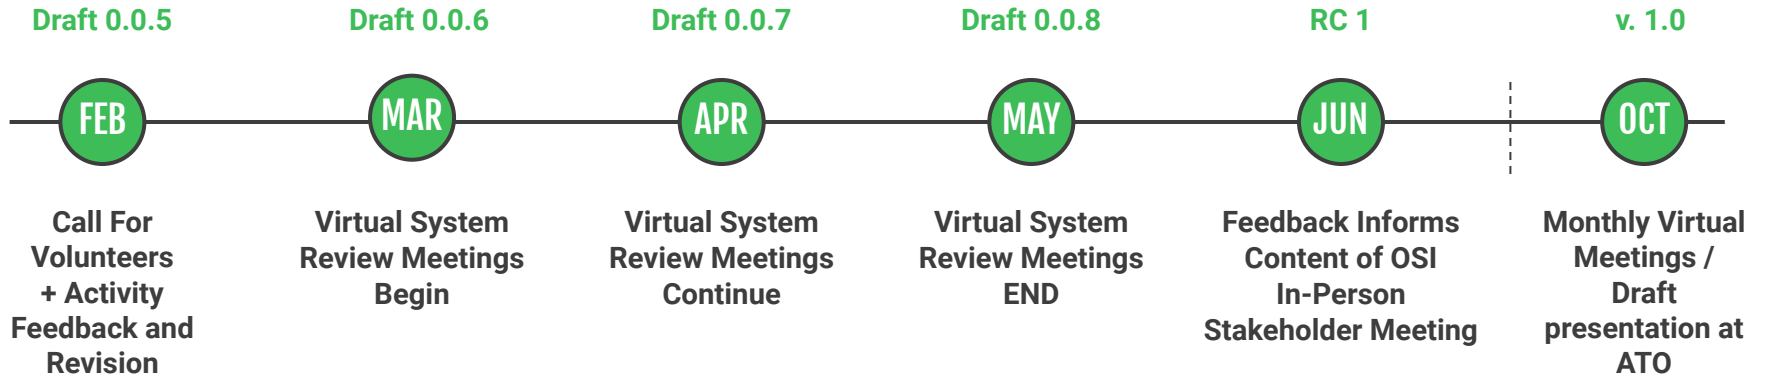 Draft 0.0.5
Draft 0.0.6
Draft 0.0.7
Draft 0.0.8
RC 1
v. 1.0
FEB
MAR
APR
MAY
JUN
OCT
Call For
Volunteers
+ Activity
Feedback and
Revision
Virtual System
Review Meetings
Begin
Virtual System
Review Meetings
Continue
Virtual System
Review Meetings
END
Feedback Informs
Content of OSI
In-Person
Stakeholder Meeting
Monthly Virtual
Meetings /
Draft
presentation at
ATO